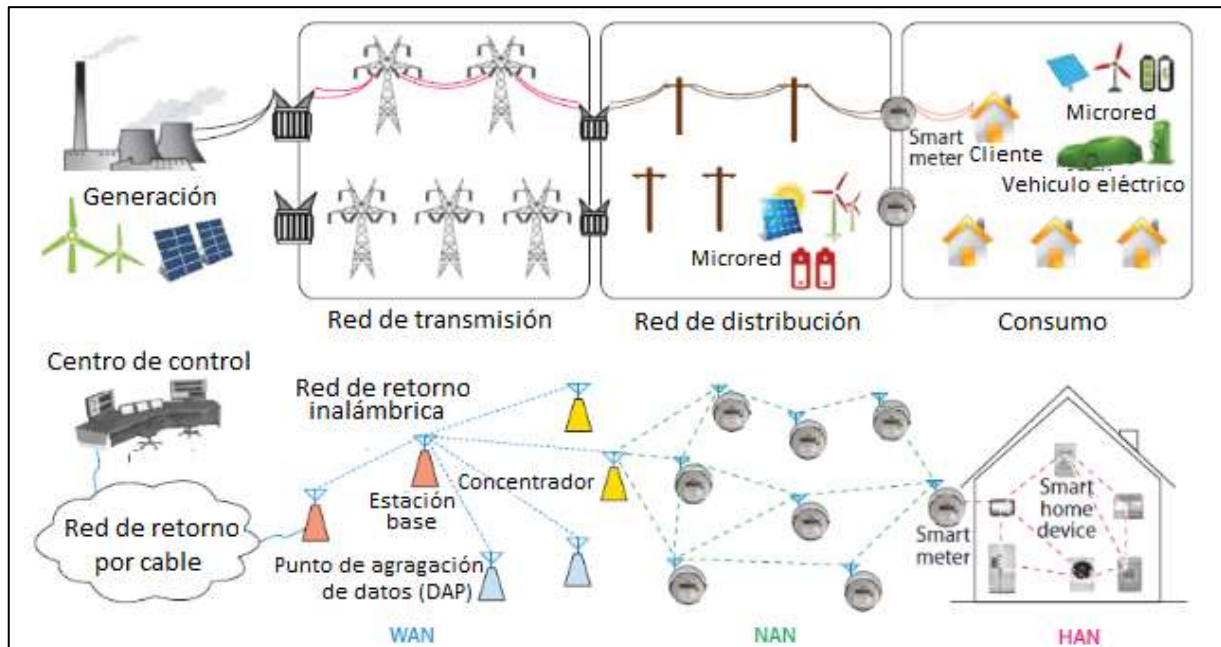 Generación
Red de transmisión
Microred
Red de distribución
Smart
meter
Cliente
Microred
Vehiculo eléctrico
Consumo
Centro de control
Red de retorno
por cable
Red de retorno
inalámbrica
Estación
base
Concentrador
Punto de agragación
de datos (DAP)
WAN
NAN
Smart
meter
Smart
home
device
HAN